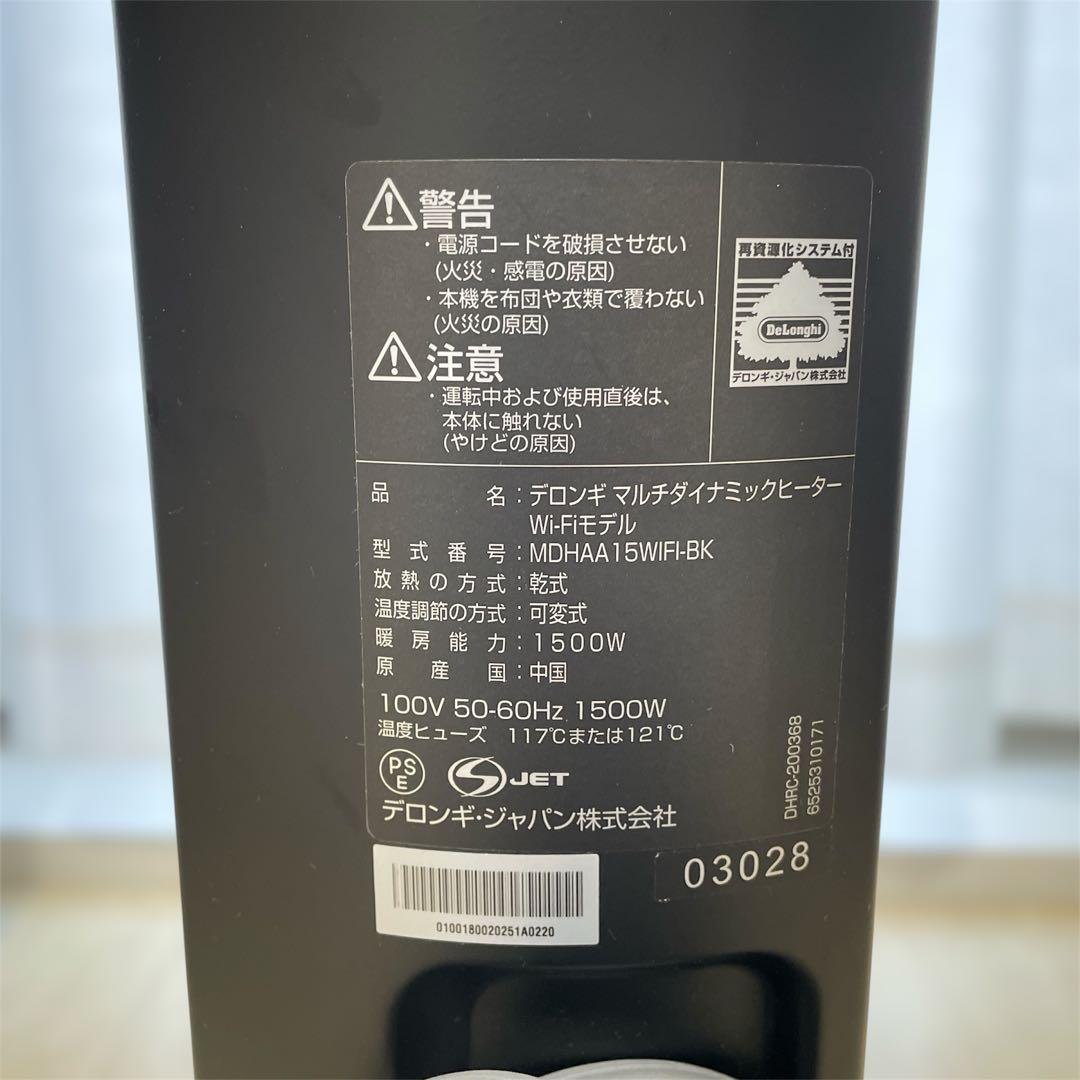 警告
・電源コードを破損させない
(火災・感電の原因)
・本機を布団や衣類で覆わない
(火災の原因)
注意
・運転中および使用直後は、
本体に触れない
(やけどの原因)
再資源化システム付
DeLonghi
デロンギ・ジャパン株式会社
品名：デロンギ マルチダイナミックヒーター
Wi-Fiモデル
型式番号：MDHAA15WIFI-BK
放熱の方式：乾式
温度調節の方式：可変式
暖房能力：1500W
原産国：中国
100V 50-60Hz 1500W
温度ヒューズ 117℃または121℃
PS
E
S JET
デロンギ・ジャパン株式会社
DHRC-200368
6525310171
03028
0100180020251A0220